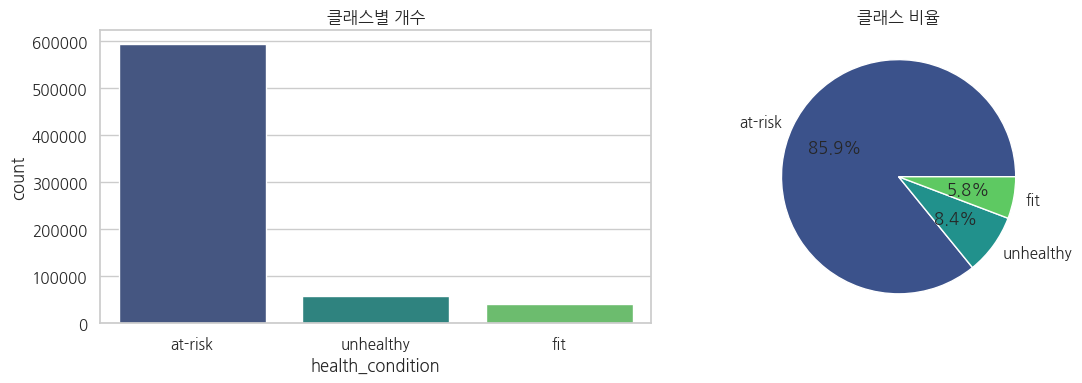 클래스별 개수
600000
500000
400000
300000
200000
100000
0
count
at-risk
unhealthy
fit
health_condition
클래스 비율
at-risk
85.9%
5.8%
fit
8.4%
unhealthy